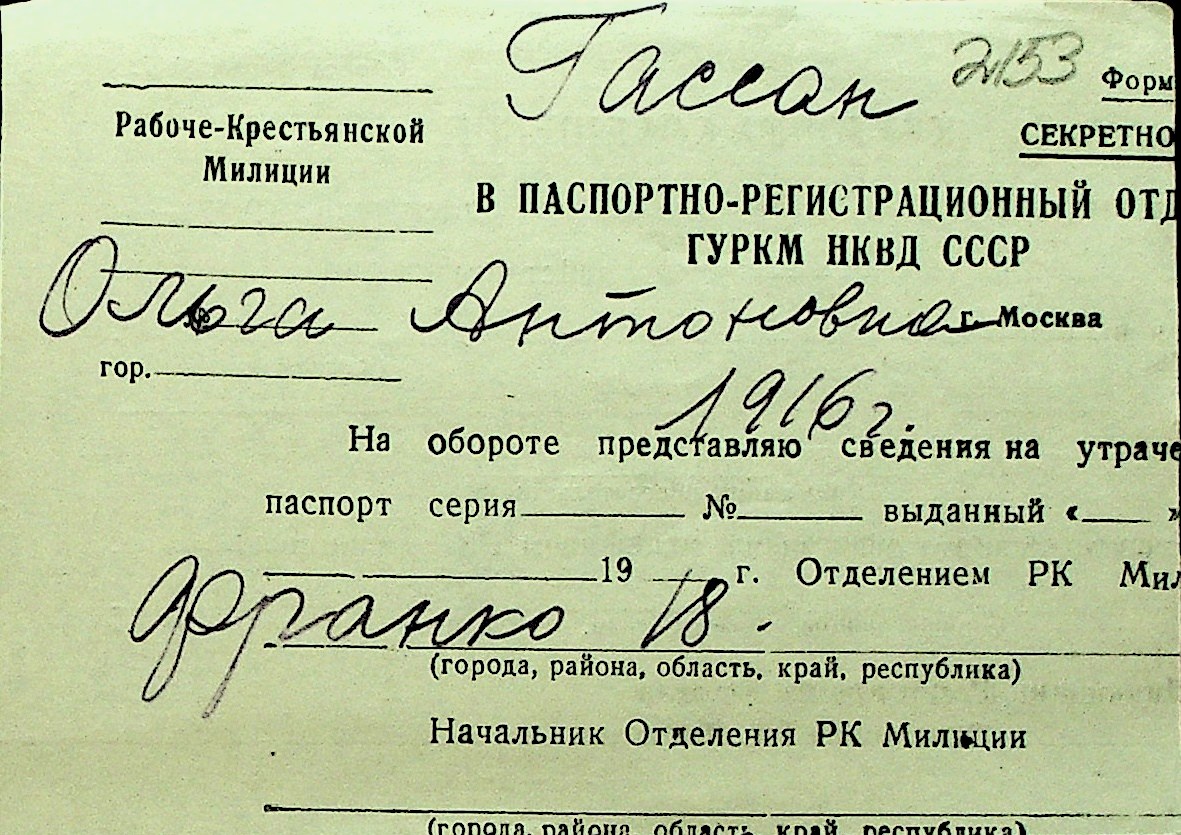 Гассан 2153 Форм
Рабоче-Крестьянской
СЕКРЕТНО
Милиции
В ПАСПОРТНО-РЕГИСТРАЦИОННЫЙ ОТД
ГУРКМ НКВД СССР
Ольга Антоновна г. Москва
№
гор.
1916 г.
На обороте представляю сведения на утраче
паспорт серия № выданный « »
19 г. Отделением РК Мил
Франко 18.
(города, района, область, край, республика)
Начальник Отделения РК Милиции
(города, района, область, край, республика)